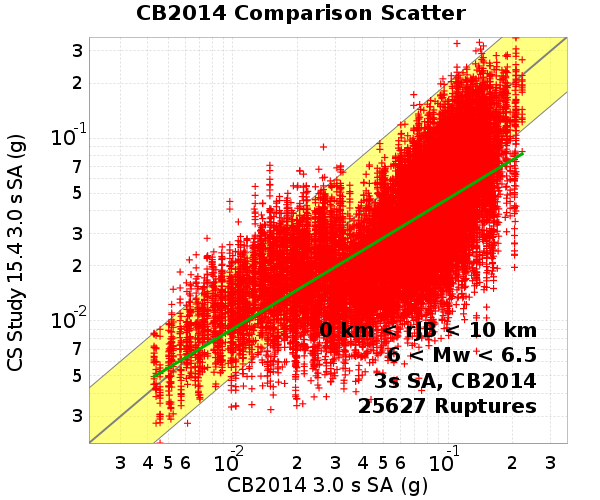 CB2014 Comparison Scatter
CS Study 15.4 3.0 s SA (g)
3
2
10-1
7
5
3
2
10-2
7
5
3
0 km < rJB < 10 km
6 < Mw < 6.5
3s SA, CB2014
25627 Ruptures
3 4 5 6 10-2 2 3 4 5 6 10-1 2 3
CB2014 3.0 s SA (g)